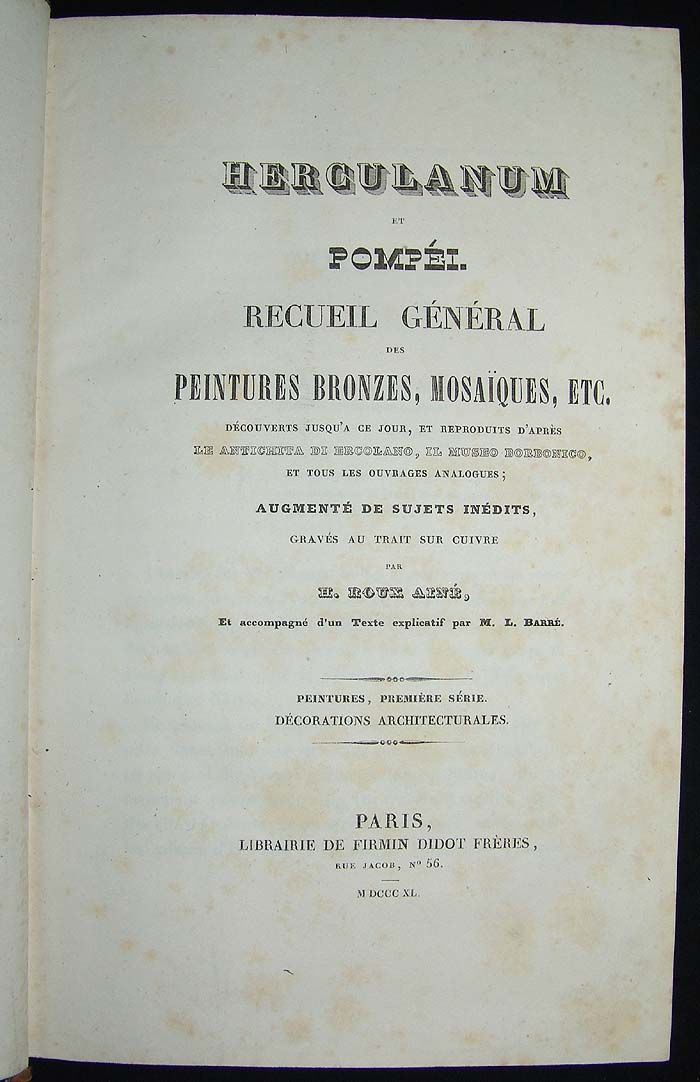 HERCULANUM
ET
POMPÉI.
RECUEIL GÉNÉRAL
DES
PEINTURES BRONZES, MOSAÏQUES, ETC.
DÉCOUVERTS JUSQU'A CE JOUR, ET REPRODUITS D'APRÈS
LE ANTICHITA DI ERCOLANO, IL MUSEO BORBONICO,
ET TOUS LES OUVRAGES ANALOGUES;
AUGMENTÉ DE SUJETS INÉDITS,
GRAVÉS AU TRAIT SUR CUIVRE
PAR
H. ROUX AINÉ,
Et accompagné d'un Texte explicatif par M. L. BARRÉ.
PEINTURES, PREMIÈRE SÉRIE.
DÉCORATIONS ARCHITECTURALES.
PARIS,
LIBRAIRIE DE FIRMIN DIDOT FRÈRES,
RUE JACOB, Nº 56.
M DCCC XL.